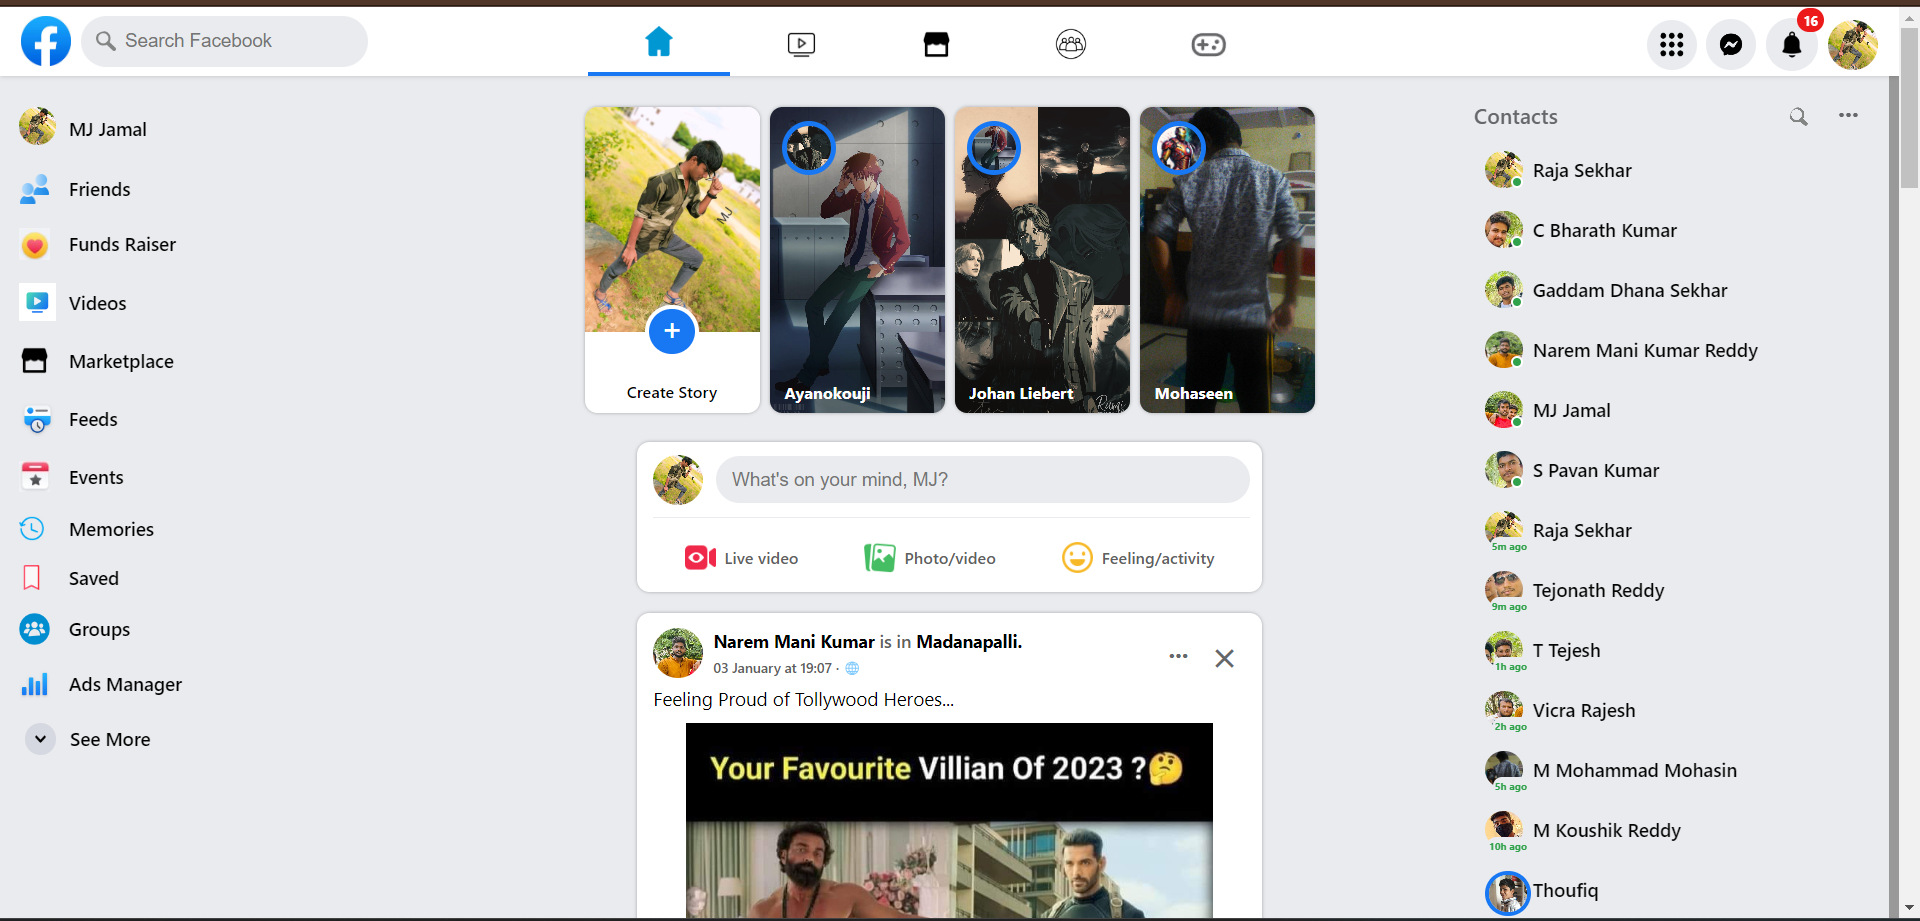 Search Facebook
16
MJ Jamal
Friends
Funds Raiser
Videos
Marketplace
Feeds
Events
Memories
Saved
Groups
Ads Manager
See More
MJ
Create Story
Ayanokouji
Johan Liebert
Mohaseen
What's on your mind, MJ?
Live video
Photo/video
Feeling/activity
Narem Mani Kumar is in Madanapalli.
03 January at 19:07 ·
Feeling Proud of Tollywood Heroes...
Your Favourite Villian Of 2023 ?🤔
Contacts
Raja Sekhar
C Bharath Kumar
Gaddam Dhana Sekhar
Narem Mani Kumar Reddy
MJ Jamal
S Pavan Kumar
Raja Sekhar
5m ago
Tejonath Reddy
9m ago
T Tejesh
1h ago
Vicra Rajesh
2h ago
M Mohammad Mohasin
5h ago
M Koushik Reddy
10h ago
Thoufiq